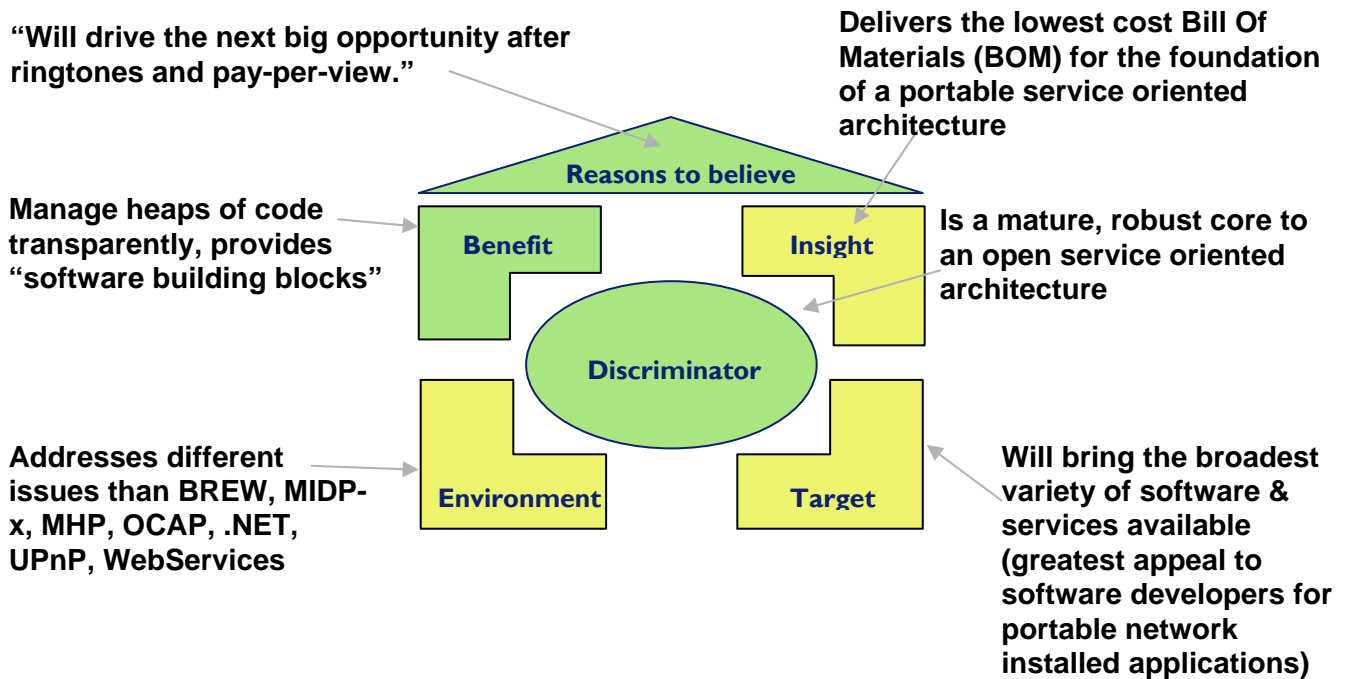 “Will drive the next big opportunity after
ringtones and pay-per-view.”
Delivers the lowest cost Bill Of
Materials (BOM) for the foundation
of a portable service oriented
architecture
Reasons to believe
Manage heaps of code
transparently, provides
“software building blocks”
Benefit
Insight
Is a mature, robust core to
an open service oriented
architecture
Discriminator
Addresses different
issues than BREW, MIDP-
x, MHP, OCAP, .NET,
UPnP, WebServices
Environment
Target
Will bring the broadest
variety of software &
services available
(greatest appeal to
software developers for
portable network
installed applications)